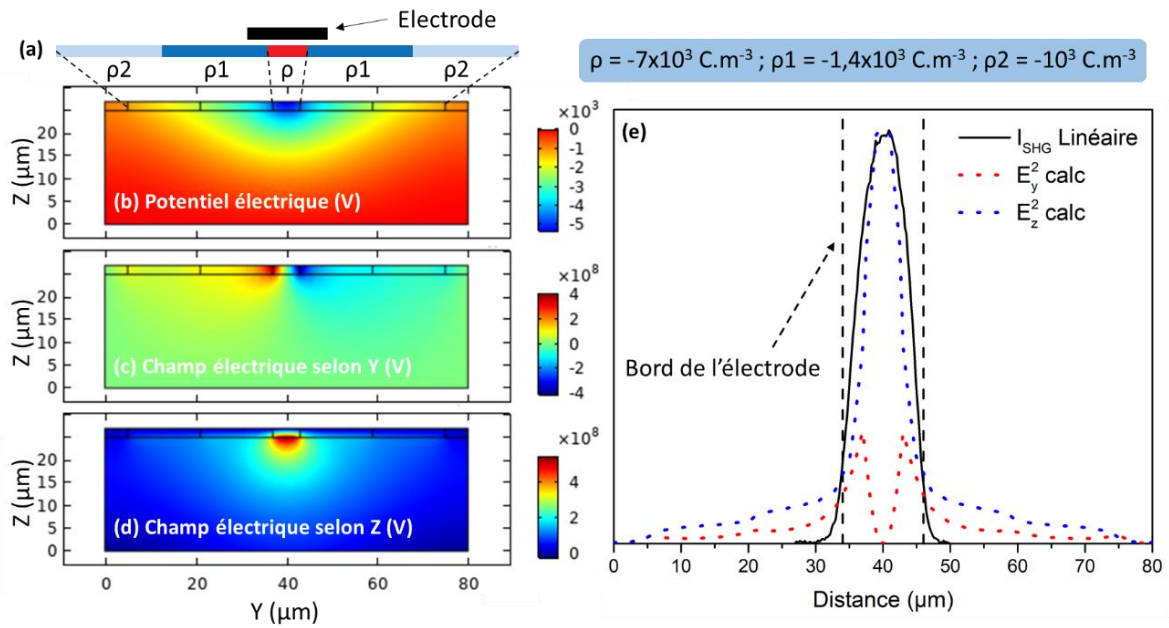 Electrode
(a)
ρ2 ρ1 ρ ρ1 ρ2
ρ = -7x10³ C.m⁻³ ; ρ1 = -1,4x10³ C.m⁻³ ; ρ2 = -10³ C.m⁻³
Z (µm)
20
15
10
5
0
(b) Potentiel électrique (V)
×10³
0
-1
-2
-3
-4
-5
Z (µm)
20
15
10
5
0
(c) Champ électrique selon Y (V)
×10⁸
4
2
0
-2
-4
Z (µm)
20
15
10
5
0
(d) Champ électrique selon Z (V)
×10⁸
4
2
0
0 20 40 60 80
Y (µm)
(e)
I_SHG Linéaire
E_y² calc
E_z² calc
Bord de l'électrode
0 10 20 30 40 50 60 70 80
Distance (µm)